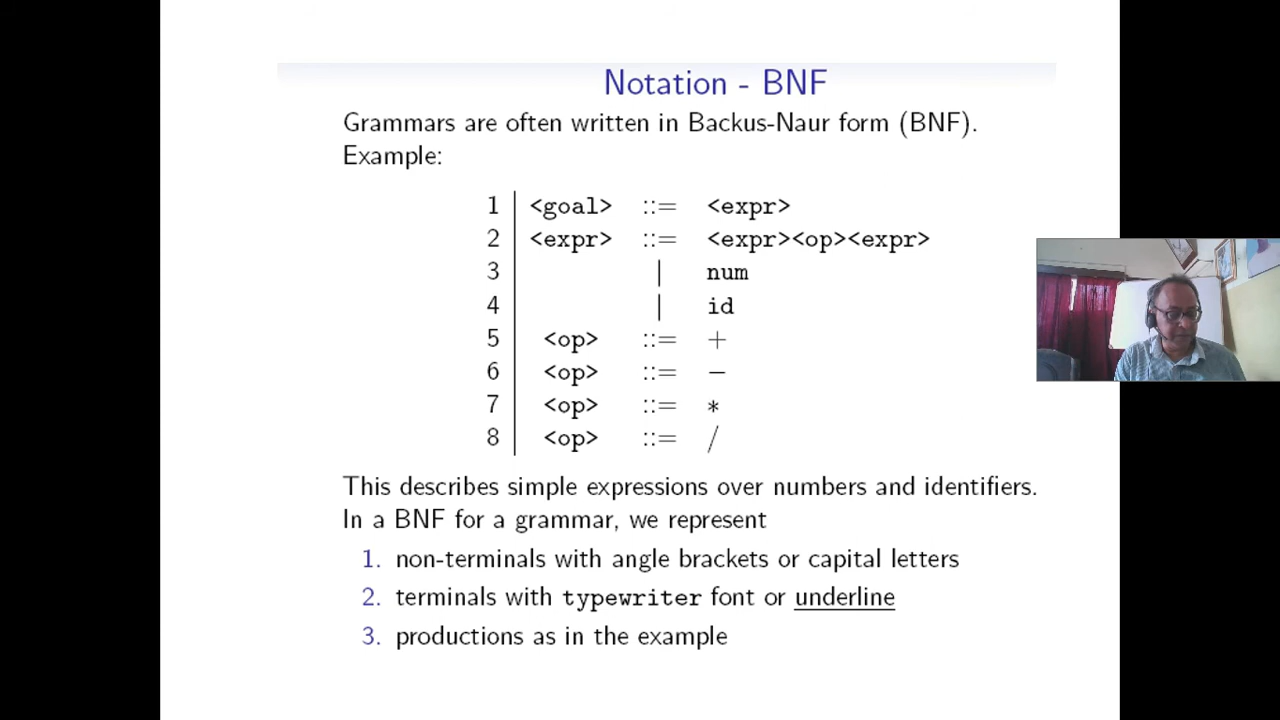 Notation - BNF
Grammars are often written in Backus-Naur form (BNF).
Example:
1 <goal> ::= <expr>
2 <expr> ::= <expr><op><expr>
3 | num
4 | id
5 <op> ::= +
6 <op> ::= −
7 <op> ::= *
8 <op> ::= /
This describes simple expressions over numbers and identifiers.
In a BNF for a grammar, we represent
1. non-terminals with angle brackets or capital letters
2. terminals with typewriter font or underline
3. productions as in the example